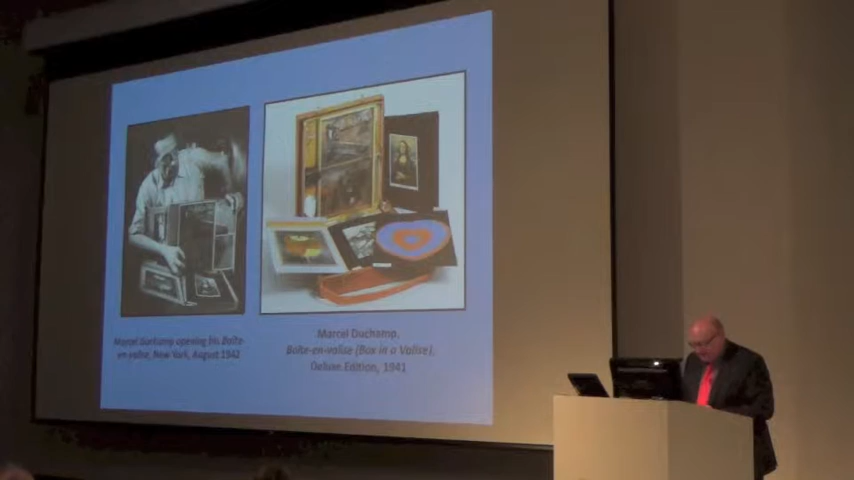 Marcel Duchamp opening his Boîte-
en-valise, New York, August 1942
Marcel Duchamp,
Boîte-en-valise (Box in a Valise),
Deluxe Edition, 1941